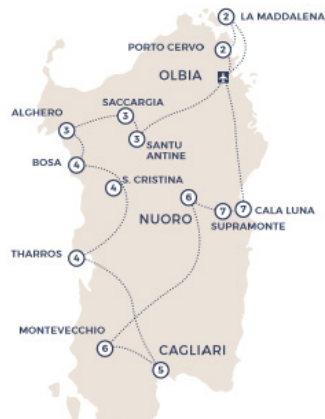 2 LA MADDALENA
PORTO CERVO 2
OLBIA
SACCARGIA
ALGHERO 3
3
3 SANTU
ANTINE
BOSA 4
4 S. CRISTINA
6
NUORO
7 7 CALA LUNA
SUPRAMONTE
THARROS 4
MONTEVECCHIO
6
CAGLIARI
5